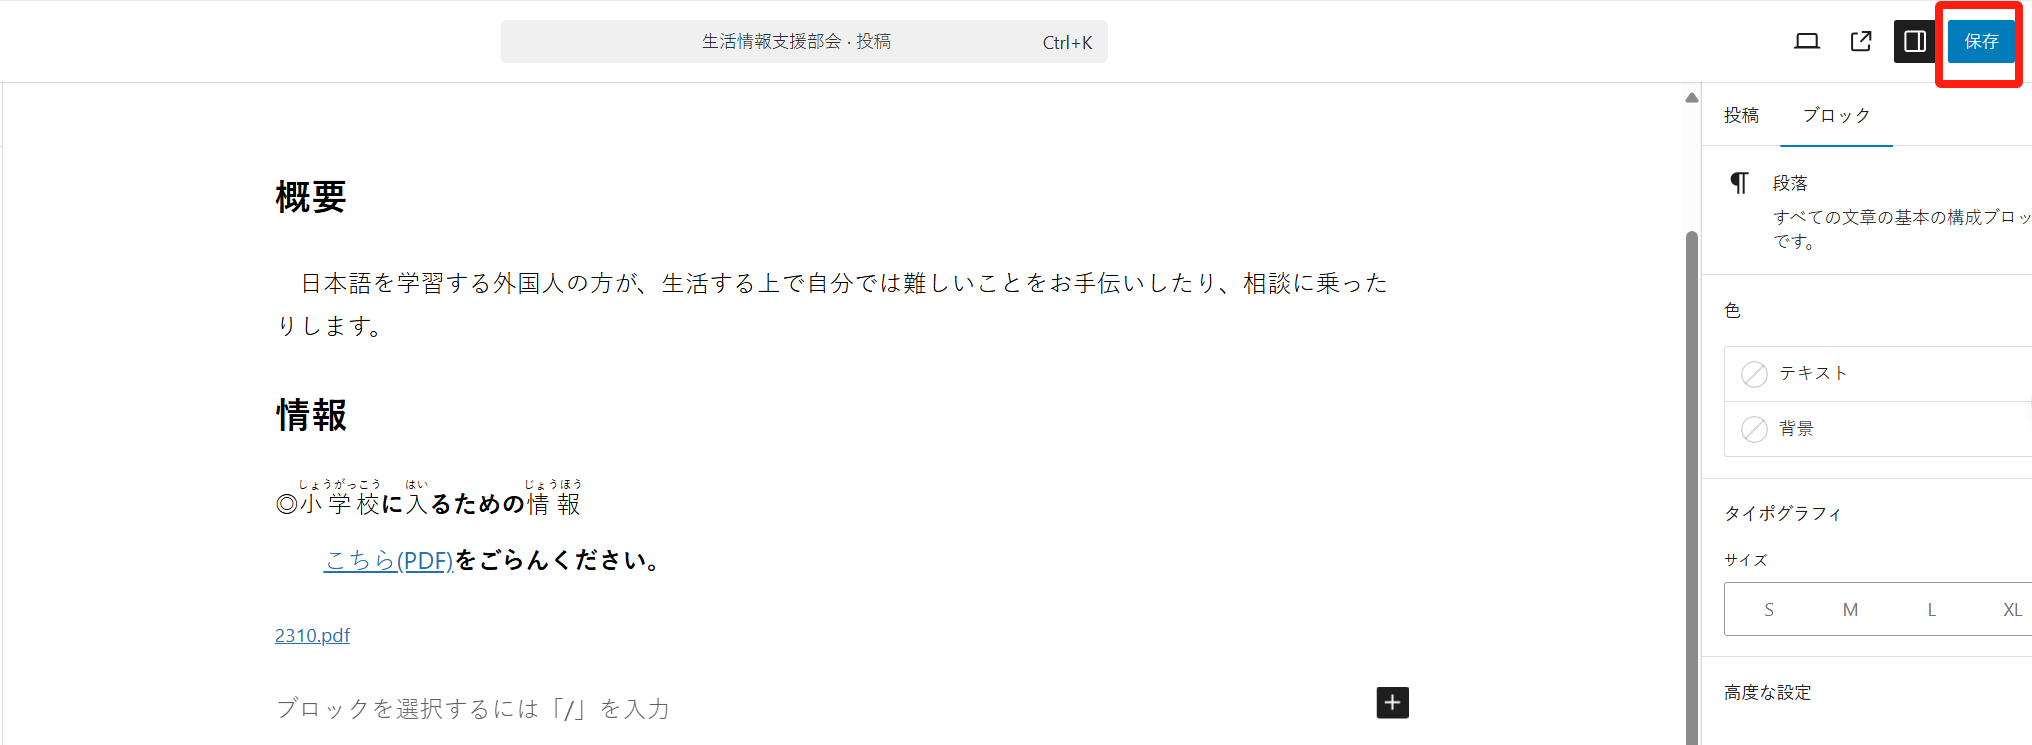 生活情報支援部会 · 投稿
Ctrl+K
保存
投稿
ブロック
段落
すべての文章の基本の構成ブロッ
です。
色
テキスト
背景
タイポグラフィ
サイズ
S M L XL
高度な設定
概要
日本語を学習する外国人の方が、生活する上で自分では難しいことをお手伝いしたり、相談に乗った
りします。
情報
しょうがっこう はい じょうほう
◎小学校に入るための情報
こちら(PDF)をごらんください。
2310.pdf
ブロックを選択するには「/」を入力